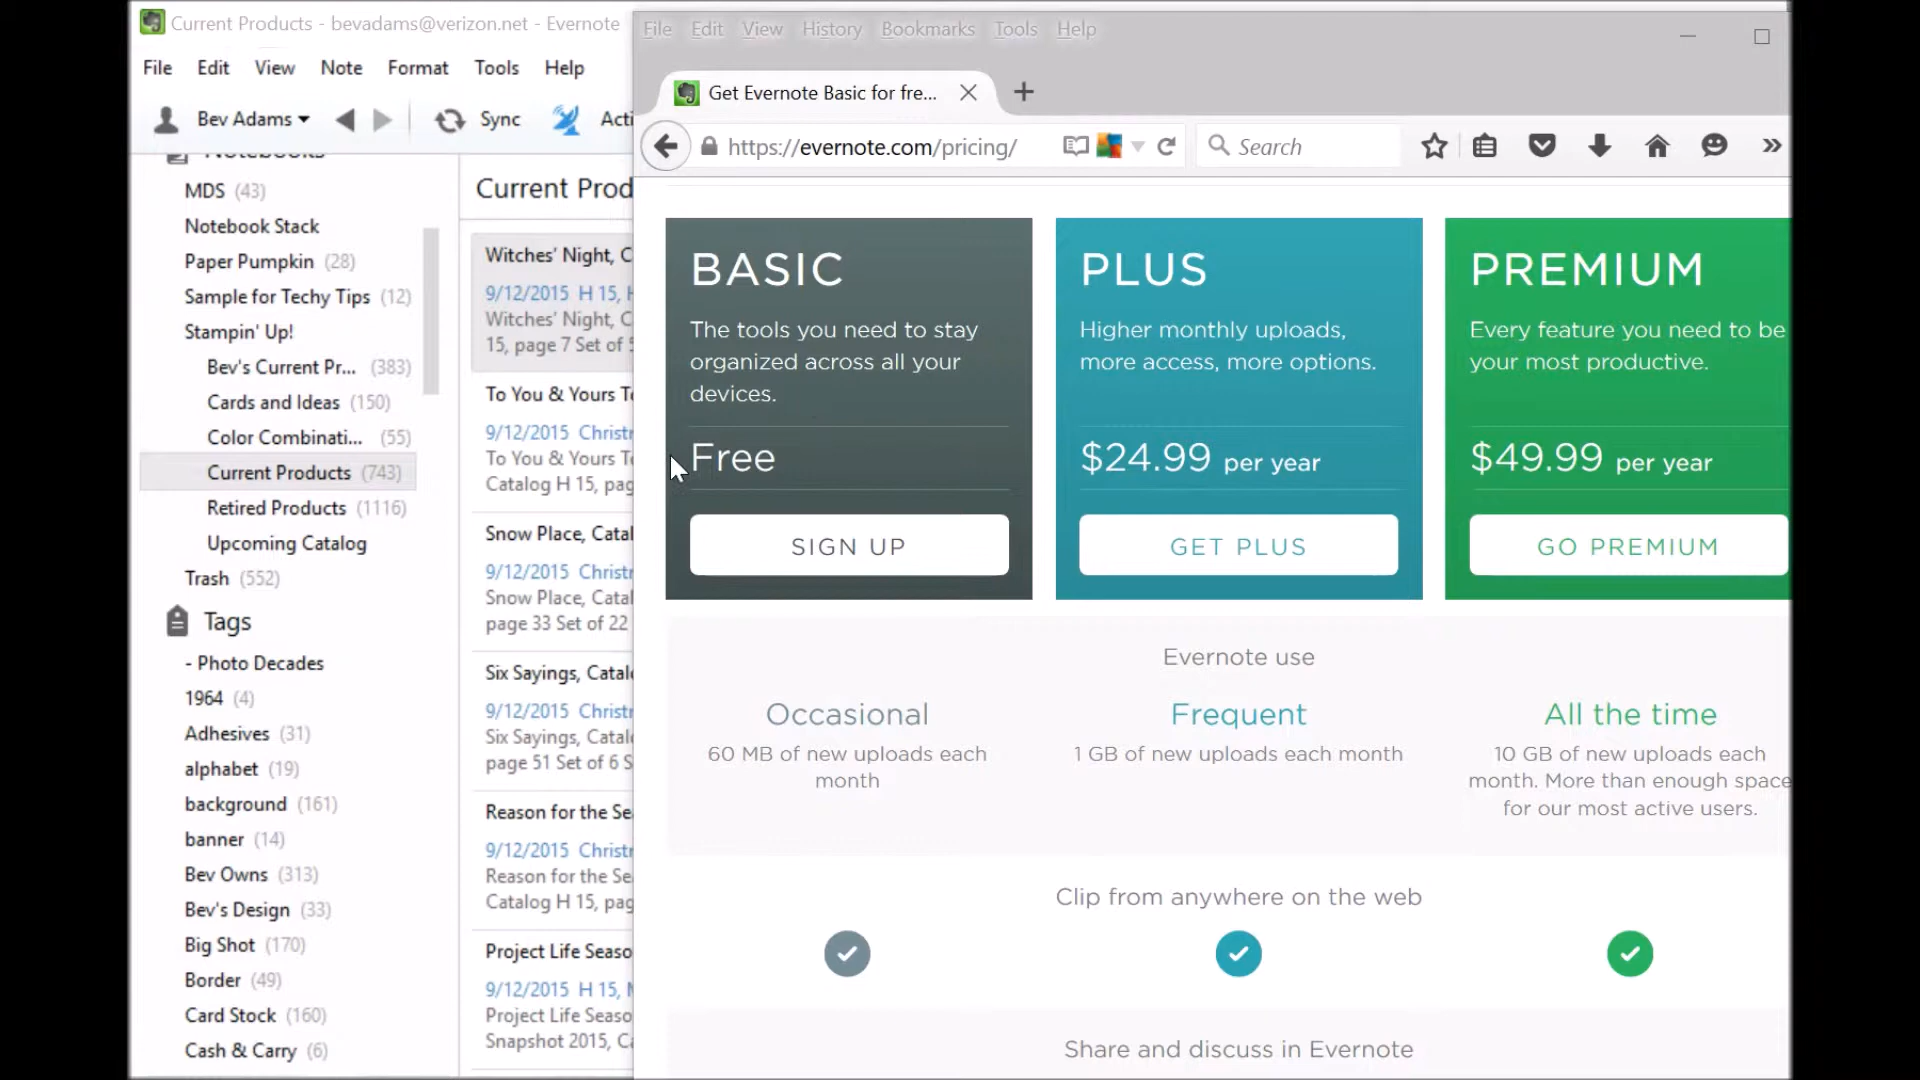 Current Products - bevadams@verizon.net - Evernote
File Edit View Note Format Tools Help
Bev Adams Sync
Notebooks
MDS (43)
Notebook Stack
Paper Pumpkin (28)
Sample for Techy Tips (12)
Stampin' Up!
Bev's Current Pr... (383)
Cards and Ideas (150)
Color Combinati... (55)
Current Products (743)
Retired Products (1116)
Upcoming Catalog
Trash (552)
Tags
- Photo Decades
1964 (4)
Adhesives (31)
alphabet (19)
background (161)
banner (14)
Bev Owns (313)
Bev's Design (33)
Big Shot (170)
Border (49)
Card Stock (160)
Cash & Carry (6)
Current Prod
Witches' Night, C
9/12/2015 H 15, H
Witches' Night, C
15, page 7 Set of 5
To You & Yours T
9/12/2015 Christr
To You & Yours T
Catalog H 15, pag
Snow Place, Catal
9/12/2015 Christr
Snow Place, Catal
page 33 Set of 22
Six Sayings, Catal
9/12/2015 Christr
Six Sayings, Catal
page 51 Set of 6 S
Reason for the Se
9/12/2015 Christr
Reason for the Se
Catalog H 15, pag
Project Life Seaso
9/12/2015 H 15,
Project Life Seaso
Snapshot 2015, Ca
File Edit View History Bookmarks Tools Help
Get Evernote Basic for fre...
https://evernote.com/pricing/ Search
BASIC
The tools you need to stay
organized across all your
devices.
Free
SIGN UP
PLUS
Higher monthly uploads,
more access, more options.
$24.99 per year
GET PLUS
PREMIUM
Every feature you need to be
your most productive.
$49.99 per year
GO PREMIUM
Evernote use
Occasional
60 MB of new uploads each
month
Frequent
1 GB of new uploads each month
All the time
10 GB of new uploads each
month. More than enough space
for our most active users.
Clip from anywhere on the web
Share and discuss in Evernote